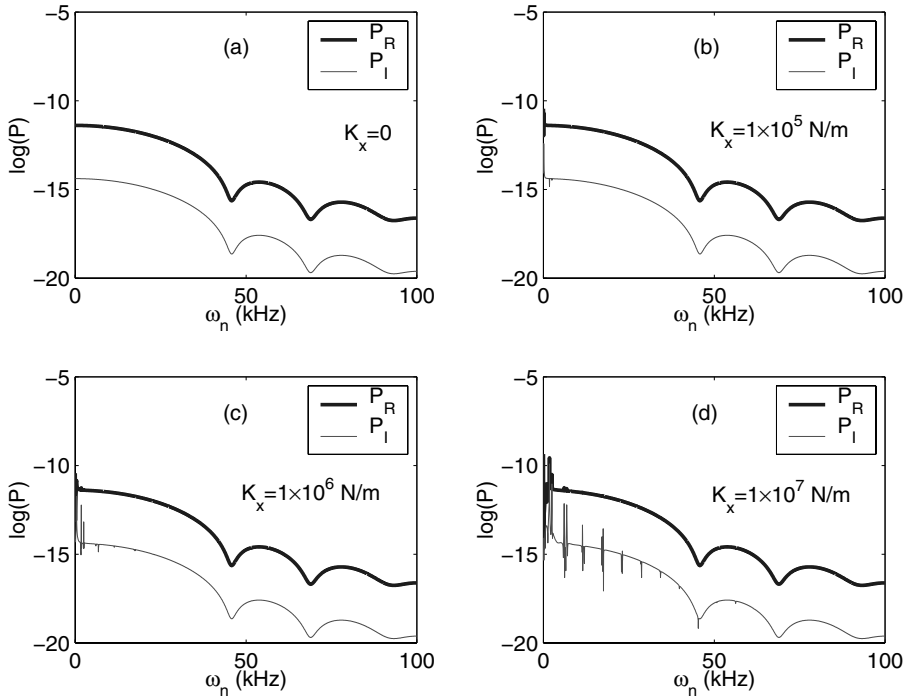 −5
−10
−15
−20
0
50
100
log(P)
ω_n (kHz)
(a)
P_R
P_I
K_x=0
−5
−10
−15
−20
0
50
100
log(P)
ω_n (kHz)
(b)
P_R
P_I
K_x=1×10^5 N/m
−5
−10
−15
−20
0
50
100
log(P)
ω_n (kHz)
(c)
P_R
P_I
K_x=1×10^6 N/m
−5
−10
−15
−20
0
50
100
log(P)
ω_n (kHz)
(d)
P_R
P_I
K_x=1×10^7 N/m